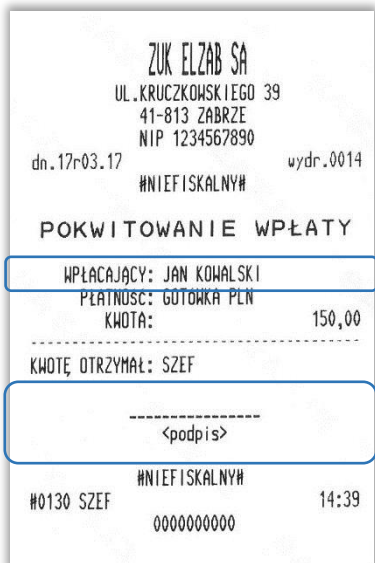 ZUK ELZAB SA
UL.KRUCZKOWSKIEGO 39
41-813 ZABRZE
NIP 1234567890
dn.17r03.17 wydr.0014
#NIEFISKALNY#
POKWITOWANIE WPŁATY
WPŁACAJĄCY: JAN KOWALSKI
PŁATNOŚĆ: GOTÓWKA PLN
KWOTA: 150,00
KWOTĘ OTRZYMAŁ: SZEF
<podpis>
#NIEFISKALNY#
#0130 SZEF 14:39
0000000000